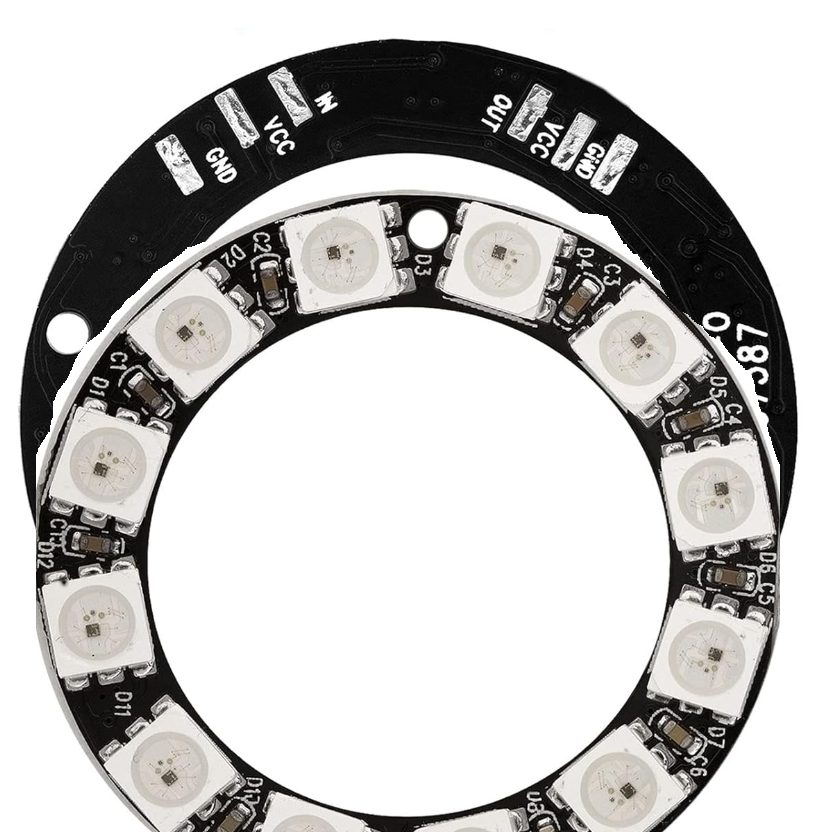 IN
VCC
GND
OUT
VCC
GND
D2
C2
D3
D4
C3
C1
D1
D5
C4
D12
D6
C5
D11
D7
C6